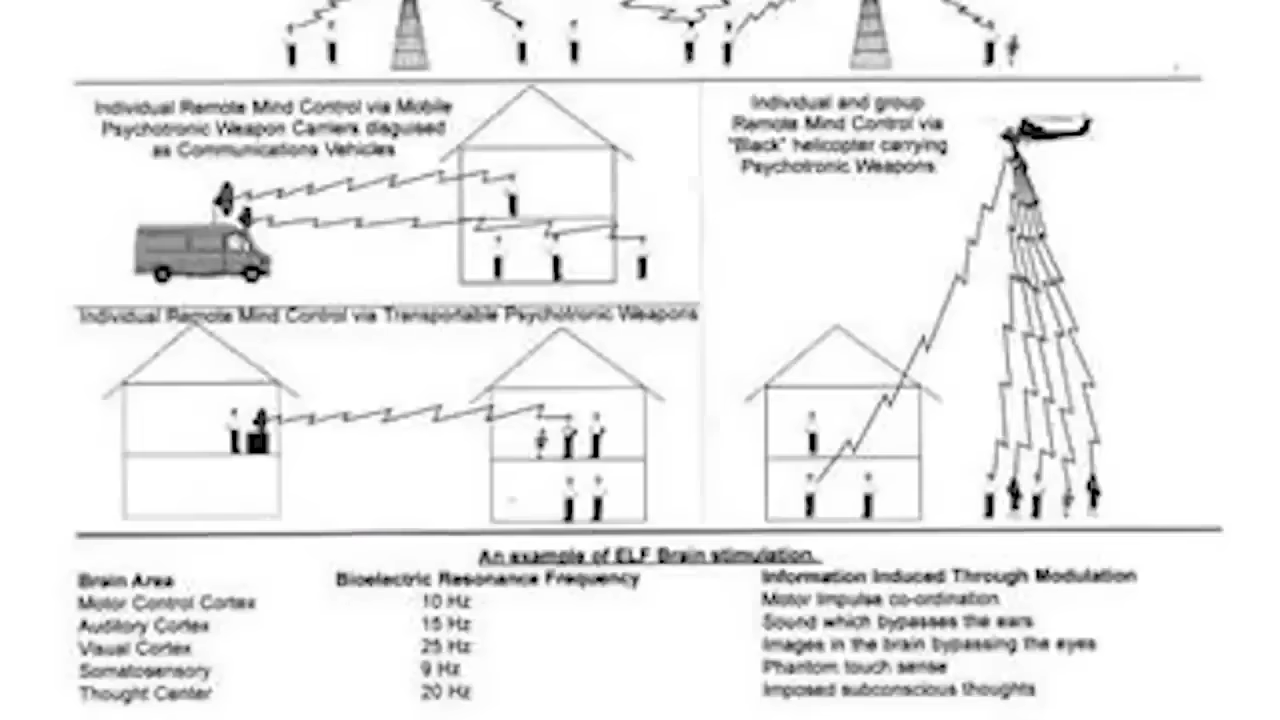 Individual Remote Mind Control via Mobile
Psychotronic Weapon Carriers disguised
as Communications Vehicles
Individual and group
Remote Mind Control via
"Black" helicopter carrying
Psychotronic Weapons
Individual Remote Mind Control via Transportable Psychotronic Weapons
An example of ELF Brain stimulation.
Brain Area Bioelectric Resonance Frequency Information Induced Through Modulation
Motor Control Cortex 10 Hz Motor Impulse co-ordination
Auditory Cortex 15 Hz Sound which bypasses the ears
Visual Cortex 25 Hz Images in the brain bypassing the eyes
Somatosensory 9 Hz Phantom touch sense
Thought Center 20 Hz Imposed subconscious thoughts